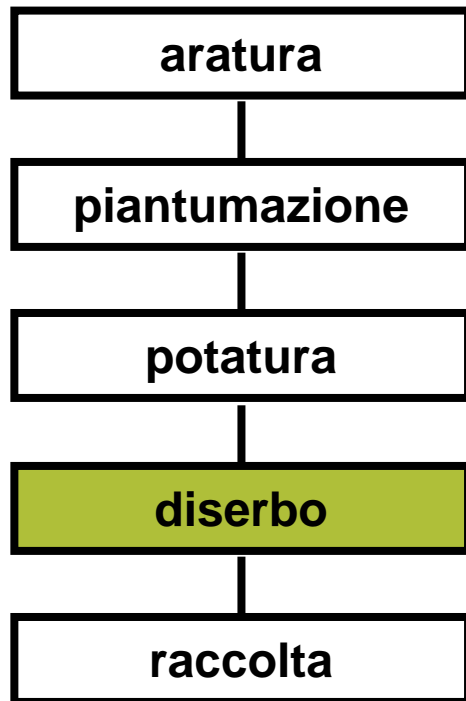 aratura
piantumazione
potatura
diserbo
raccolta